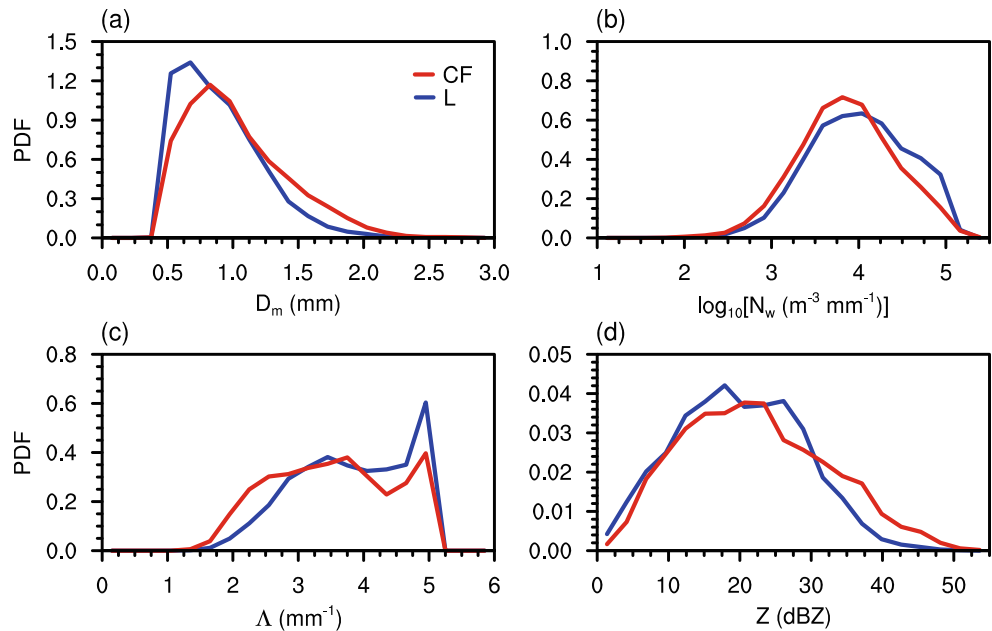 (a)
1.5
1.2
0.9
0.6
0.3
0.0
PDF
CF
L
0.0 0.5 1.0 1.5 2.0 2.5 3.0
Dₘ (mm)
(b)
1.0
0.8
0.6
0.4
0.2
0.0
1 2 3 4 5
log₁₀[N_w (m⁻³ mm⁻¹)]
(c)
0.8
0.6
0.4
0.2
0.0
PDF
0 1 2 3 4 5 6
Λ (mm⁻¹)
(d)
0.05
0.04
0.03
0.02
0.01
0.00
0 10 20 30 40 50
Z (dBZ)